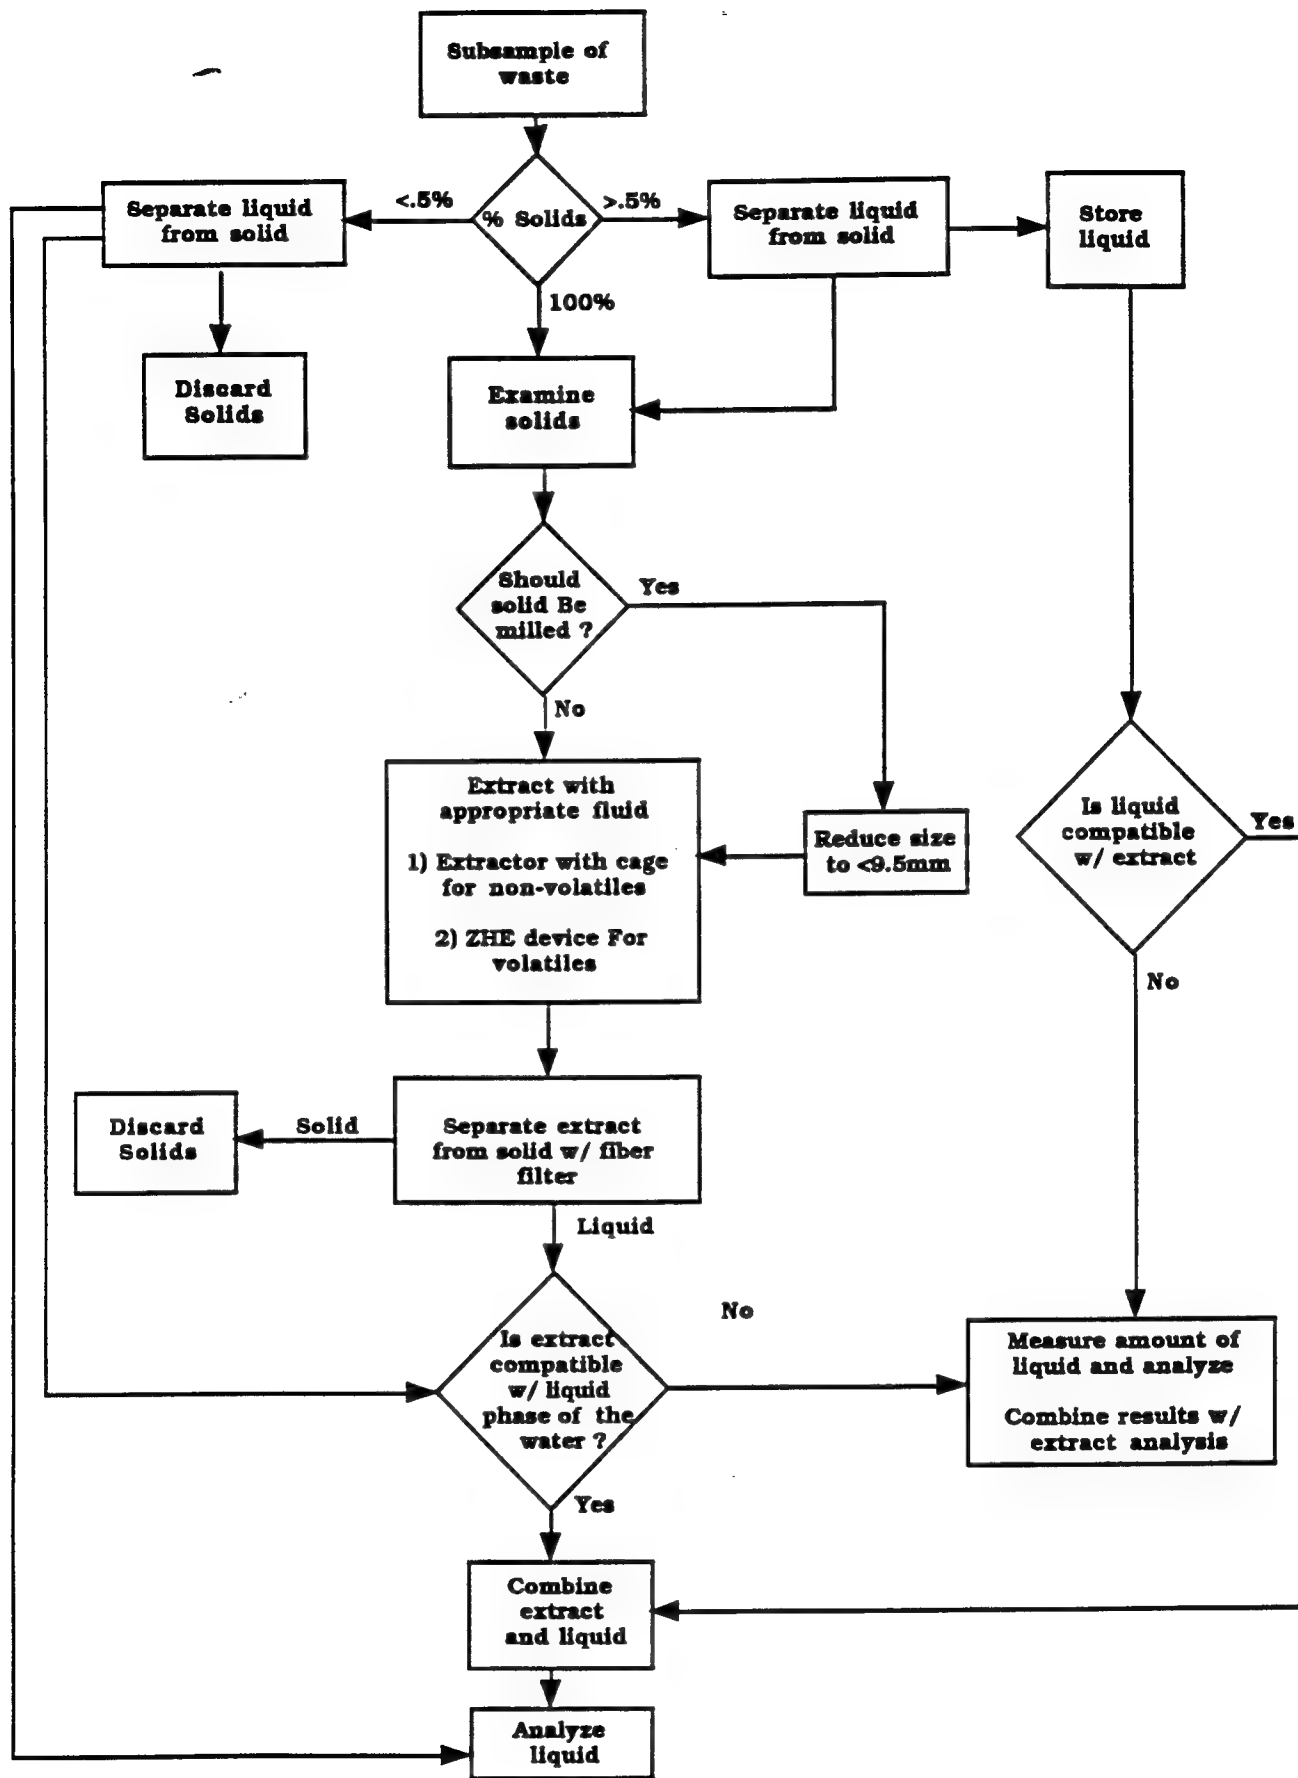 Subsample of
waste
<.5%
% Solids
>.5%
Separate liquid
from solid
Separate liquid
from solid
Store
liquid
100%
Discard
Solids
Examine
solids
Should
solid Be
milled ?
Yes
No
Extract with
appropriate fluid
1) Extractor with cage
for non-volatiles
2) ZHE device For
volatiles
Reduce size
to <9.5mm
Is liquid
compatible
w/ extract
Yes
No
Discard
Solids
Solid
Separate extract
from solid w/ fiber
filter
Liquid
Is extract
compatible
w/ liquid
phase of the
water ?
No
Measure amount of
liquid and analyze
Combine results w/
extract analysis
Yes
Combine
extract
and liquid
Analyze
liquid